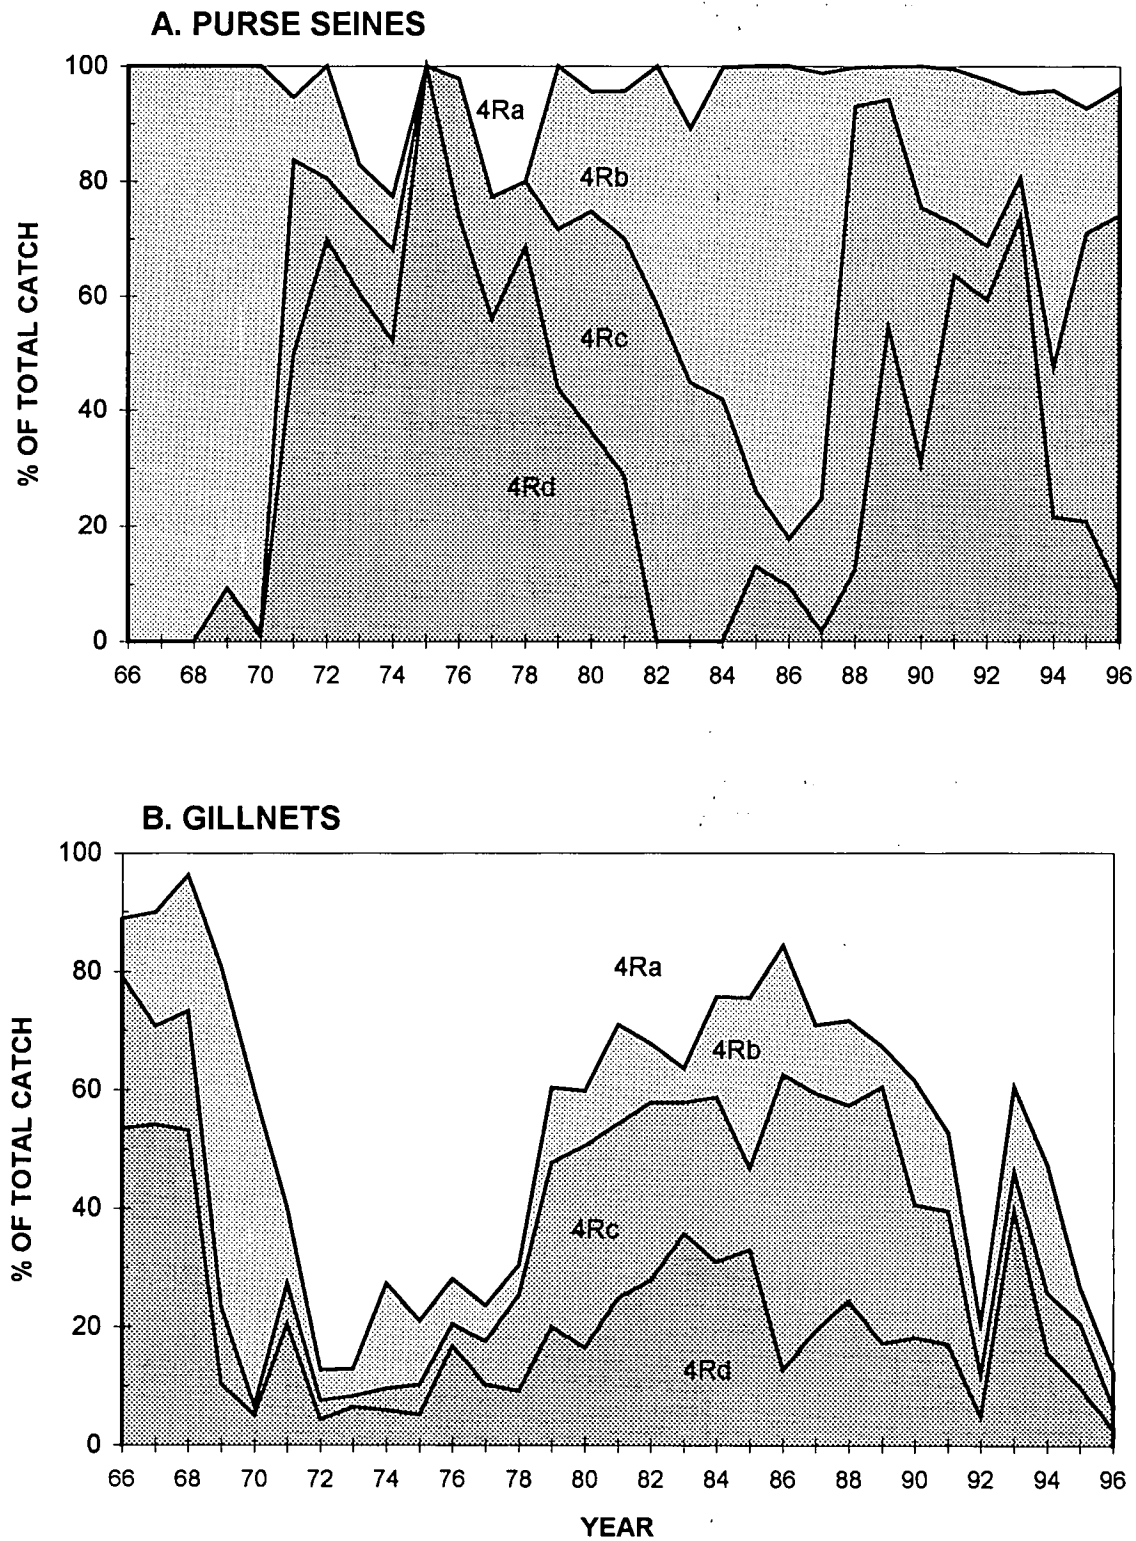 A. PURSE SEINES
% OF TOTAL CATCH
100
80
60
40
20
0
4Ra
4Rb
4Rc
4Rd
66 68 70 72 74 76 78 80 82 84 86 88 90 92 94 96
B. GILLNETS
% OF TOTAL CATCH
100
80
60
40
20
0
4Ra
4Rb
4Rc
4Rd
66 68 70 72 74 76 78 80 82 84 86 88 90 92 94 96
YEAR